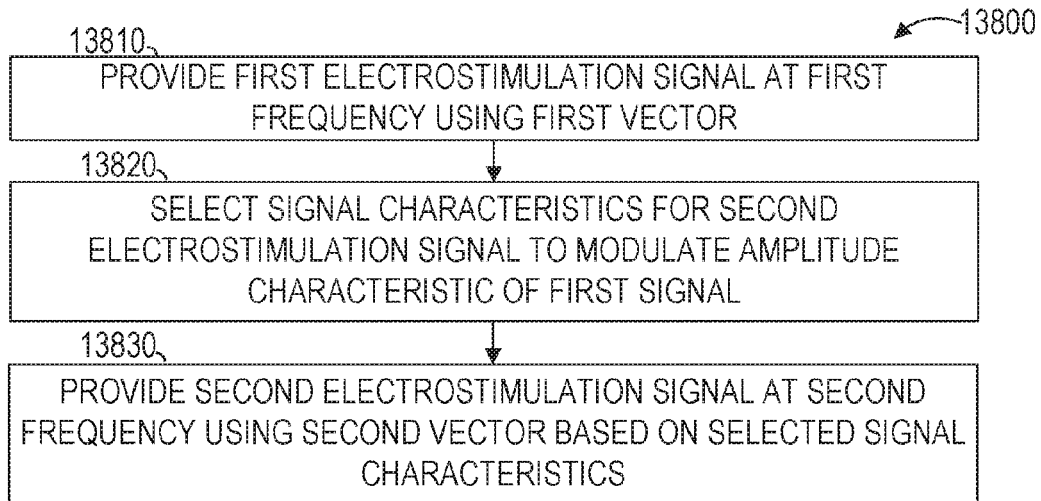 13800
13810
PROVIDE FIRST ELECTROSTIMULATION SIGNAL AT FIRST
FREQUENCY USING FIRST VECTOR
13820
SELECT SIGNAL CHARACTERISTICS FOR SECOND
ELECTROSTIMULATION SIGNAL TO MODULATE AMPLITUDE
CHARACTERISTIC OF FIRST SIGNAL
13830
PROVIDE SECOND ELECTROSTIMULATION SIGNAL AT SECOND
FREQUENCY USING SECOND VECTOR BASED ON SELECTED SIGNAL
CHARACTERISTICS